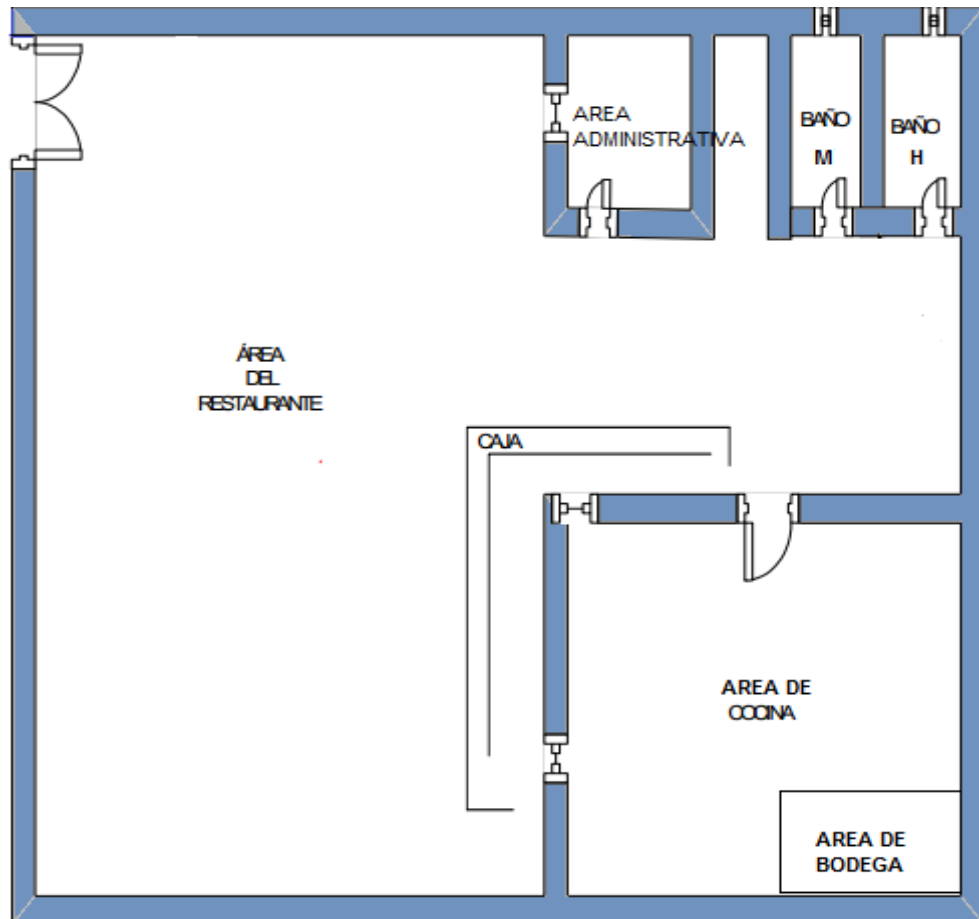 AREA
ADMINISTRATIVA
BAÑO
M
BAÑO
H
ÁREA
DEL
RESTAURANTE
CAJA
AREA DE
COCINA
AREA DE
BODEGA